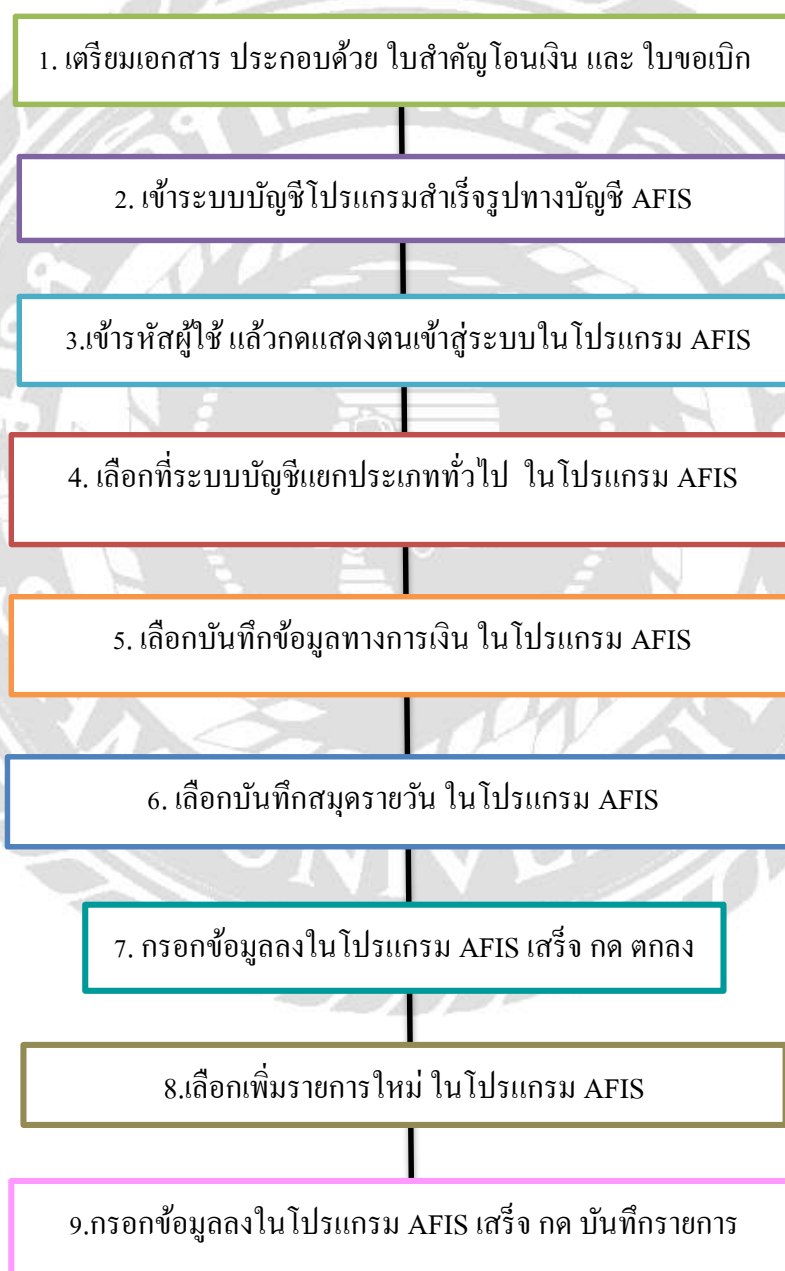 1. เตรียมเอกสาร ประกอบด้วย ใบสำคัญโอนเงิน และ ใบขอเบิก
2. เข้าระบบบัญชีโปรแกรมสำเร็จรูปทางบัญชี AFIS
3.เข้ารหัสผู้ใช้ แล้วกดแสดงตนเข้าสู่ระบบในโปรแกรม AFIS
4. เลือกที่ระบบบัญชีแยกประเภททั่วไป ในโปรแกรม AFIS
5. เลือกบันทึกข้อมูลทางการเงิน ในโปรแกรม AFIS
6. เลือกบันทึกสมุดรายวัน ในโปรแกรม AFIS
7. กรอกข้อมูลลงในโปรแกรม AFIS เสร็จ กด ตกลง
8.เลือกเพิ่มรายการใหม่ ในโปรแกรม AFIS
9.กรอกข้อมูลลงในโปรแกรม AFIS เสร็จ กด บันทึกรายการ